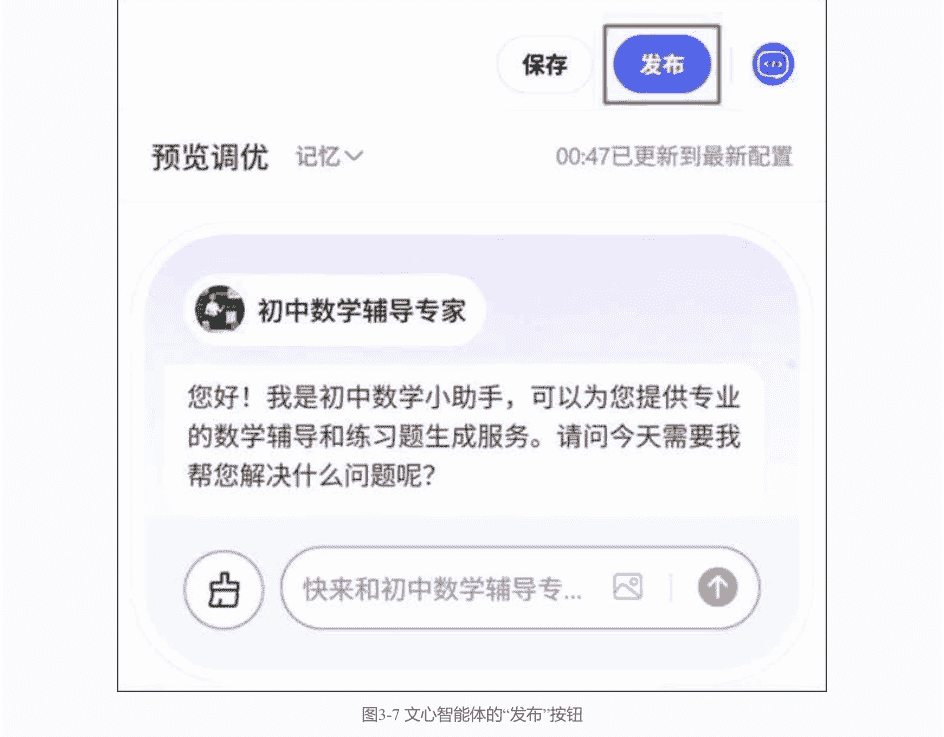 保存 发布
预览调优 记忆 00:47已更新到最新配置
初中数学辅导专家
您好！我是初中数学小助手，可以为您提供专业
的数学辅导和练习题生成服务。请问今天需要我
帮您解决什么问题呢？
快来和初中数学辅导专...
图3-7 文心智能体的“发布”按钮